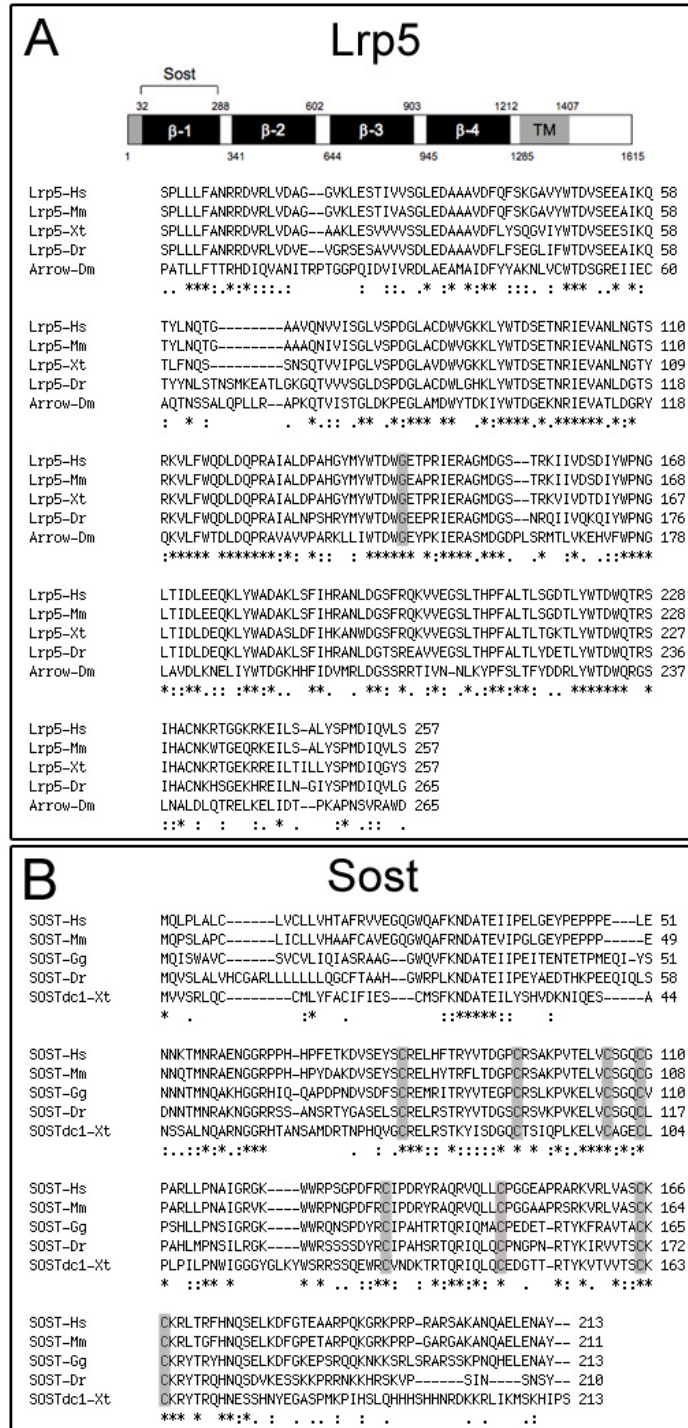 A
Lrp5
Sost
32 288 602 903 1212 1407
β-1 β-2 β-3 β-4 TM
1 341 644 945 1285 1615
Lrp5-Hs SPLLLFANRRDVRLVDAG--GVKLESTIVVSGLEDAAAVDFQFSKGAVYWTDVSEEAIKQ 58
Lrp5-Mm SPLLLFANRRDVRLVDAG--GVKLESTIVASGLEDAAAVDFQFSKGAVYWTDVSEEAIKQ 58
Lrp5-Xt SPLLLFANRRDVRLVDAG--AAKLESVVVVSSLEDAAAVDFLYSQGVIYWTDVSEESIKQ 58
Lrp5-Dr SPLLLFANRRDVRLVDVE--VGRSESAVVVSDLEDAAAVDFLFSEGLIFWTDVSEEAIKQ 58
Arrow-Dm PATLLFTTRHDIQVANITRPTGGPQIDVIVRDLAEAMAIDFYYAKNLVCWTDSGREIIEC 60
.. ***:.*:*:::.:: : ::. .* :* *:** :::. : *** ..* *:
Lrp5-Hs TYLNQTG--------AAVQNVVISGLVSPDGLACDWVGKKLYWTDSETNRIEVANLNGTS 110
Lrp5-Mm TYLNQTG--------AAAQNIVISGLVSPDGLACDWVGKKLYWTDSETNRIEVANLNGTS 110
Lrp5-Xt TLFNQS---------SNSQTVVIPGLVSPDGLAVDWVGKKLYWTDSETNRIEVANLNGTY 109
Lrp5-Dr TYYNLSTNSMKEATLGKGQTVVVSGLDSPDGLACDWLGHKLYWTDSETNRIEVANLDGTS 118
Arrow-Dm AQTNSSALQPLLR--APKQTVISTGLDKPEGLAMDWYTDKIYWTDGEKNRIEVATLDGRY 118
: * : . *.:: .** .*:*** ** .*:****:*.******.*:*
Lrp5-Hs RKVLFWQDLDQPRAIALDPAHGYMYWTDWGETPRIERAGMDGS--TRKIIVDSDIYWPNG 168
Lrp5-Mm RKVLFWQDLDQPRAIALDPAHGYMYWTDWGEAPRIERAGMDGS--TRKIIVDSDIYWPNG 168
Lrp5-Xt RKVLFWQDLDQPRAIALDPAHGYMYWTDWGEAPRIERAGMDGS--TRKVIVDTDIYWPNG 167
Lrp5-Dr RKVLFWQDLDQPRAIALNPSHRYMYWTDWGEEPRIERAGMDGS--NRQIIVQKQIYWPNG 176
Arrow-Dm QKVLFWTDLDQPRAVAVVPARKLLIWTDWGEYPKIERASMDGDPLSRMTLVKEHVFWPNG 178
:***** *******:*: *:: : ****** *:****.***. .* :*. .::****
Lrp5-Hs LTIDLEEQKLYWADAKLSFIHRANLDGSFRQKVVEGSLTHPFALTLSGDTLYWTDWQTRS 228
Lrp5-Mm LTIDLEEQKLYWADAKLSFIHRANLDGSFRQKVVEGSLTHPFALTLSGDTLYWTDWQTRS 228
Lrp5-Xt LTIDLDEQKLYWADASLDFIHKANWDGSFRQKVVEGSLTHPFALTLTGKTLYWTDWQTRS 227
Lrp5-Dr LTIDLDEQKLYWADAKLSFIHRANLDGTSREAVVEGTLTHPFALTLYDETLYWTDWQTRS 236
Arrow-Dm LAVDLKNELIYWTDGKHHFIDVMRLDGSSRRTIVNN-NLKYPFSLTFYDDRLYWTDWQRGS 237
*::**.:: :**:*.. **. . **: *. :*:. *.:**:**: .. ******* *
Lrp5-Hs IHACNKRTGGKRKEILS-ALYSPMDIQVLS 257
Lrp5-Mm IHACNKWTGEQRKEILS-ALYSPMDIQVLS 257
Lrp5-Xt IHACNKRTGEKRREILTILLYSPMDIQGYS 257
Lrp5-Dr IHACNKHSGEKHREILN-GIYSPMDIQVLG 265
Arrow-Dm LNALDLQTRELKELIDT--PKAPNSVRAWD 265
::* : : :. * . :* .:: .
B
Sost
SOST-Hs MQLPLALC------LVCLLVHTAFRVVEGQGWQAFKNDATEIIPELGEYPEPPPE---LE 51
SOST-Mm MQPSLAPC------LICLLVHAAFCAVEGQGWQAFRNDATEVIPGLGEYPEPPP----E 49
SOST-Gg MQISWAVC------SVCVLIQIASRAAG--GWQVFKNDATEIIPEITENTETPMEQI-YS 51
SOST-Dr MQVSLALVHCGARLLLLLLLQGCFTAAH--GWRPLKNDATEIIPEYAEDTHKPEEQIQLS 58
SOSTdc1-Xt MVVSRLQC------CMLYFACIFIES---CMSFKNDATEILYSHVDKNIQES-----A 44
* . :* . ::*****: :
SOST-Hs NNKTMNRAENGGRPPH-HPFETKDVSEYSCRELHFTRYVTDGPCRSAKPVTELVCSGQCG 110
SOST-Mm NNQTMNRAENGGRPPH-HPYDAKDVSEYSCRELHYTRFLTDGPCRSAKPVTELVCSGQCG 108
SOST-Gg NNNTMNQAKHGGRHIQ-QAPDPNDVSDFSCREMRITRYVTEGPCRSLKPVKELVCSGQCV 110
SOST-Dr DNNTMNRAKNGGRRSS-ANSRTYGASELSCRELRSTRYVTDGSCRSVKPVKELVCSGQCL 117
SOSTdc1-Xt NSSALNQARNGGRHTANSAMDRTNPHQVGCRELRSTKYISDGQCTSIQPLKELVCAGECL 104
:..::*:*.:*** . .:.***: *:::::* * * :*:.****:*:*
SOST-Hs PARLLPNAIGRGK----WWRPSGPDFRCIPDRYRAQRVQLLCPGGEAPRARKVRLVASCK 166
SOST-Mm PARLLPNAIGRVK----WWRPNGPDFRCIPDRYRAQRVQLLCPGGAAPRSRKVRLVASCK 164
SOST-Gg PSHLLPNSIGRGK----WWRQNSPDYRCIPAHTRTQRIQMACPEDET-RTYKFRAVTACK 165
SOST-Dr PAHLMPNSILRGK----WWRSSSSDYRCIPAHSRTQRIQLQCPNGPN-RTYKIRVVTSCK 172
SOSTdc1-Xt PLPILPNWIGGGYGLKYWSRRSSQEWRCVNDKTRTQRIQLQCEDGTT-RTYKVTVVTSCK 163
* ::** * * * .. ::**: : *:**:*: * . *: *. *::**
SOST-Hs CKRLTRFHNQSELKDFGTEAARPQKGRKPRP-RARSAKANQAELENAY-- 213
SOST-Mm CKRLTGFHNQSELKDFGPETARPQKGRKPRP-GARGAKANQAELENAY-- 211
SOST-Gg CKRYTRYHNQSELKDFGKEPSRQQKNKKSRLSRARSSKPNQHELENAY-- 213
SOST-Dr CKRYTRQHNQSDVKESSKKPRRNKKHRSKVP----SIN---SNSY-- 210
SOSTdc1-Xt CKRYTRQHNESSHNYEGASPMKPIHSLQHHHSHHNRDKKRLIKMSKHIPS 213
*** * **:*. : . . : : . . .: